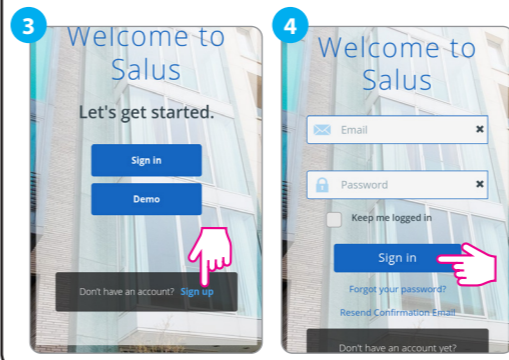 3
Welcome to
Salus
Let's get started.
Sign in
Demo
Don't have an account? Sign up
4
Welcome to
Salus
Email
Password
Keep me logged in
Sign in
Forgot your password?
Resend Confirmation Email
Don't have an account yet?